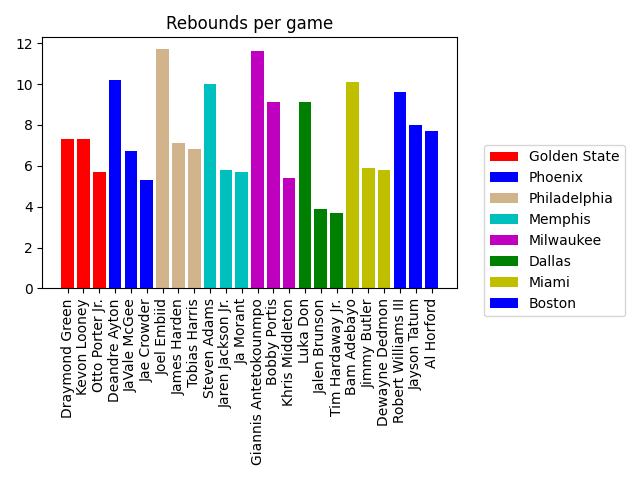 Rebounds per game
12
10
8
6
4
2
0
Draymond Green
Kevon Looney
Otto Porter Jr.
Deandre Ayton
JaVale McGee
Jae Crowder
Joel Embiid
James Harden
Tobias Harris
Steven Adams
Jaren Jackson Jr.
Ja Morant
Giannis Antetokounmpo
Bobby Portis
Khris Middleton
Luka Don
Jalen Brunson
Tim Hardaway Jr.
Bam Adebayo
Jimmy Butler
Dewayne Dedmon
Robert Williams III
Jayson Tatum
Al Horford
Golden State
Phoenix
Philadelphia
Memphis
Milwaukee
Dallas
Miami
Boston